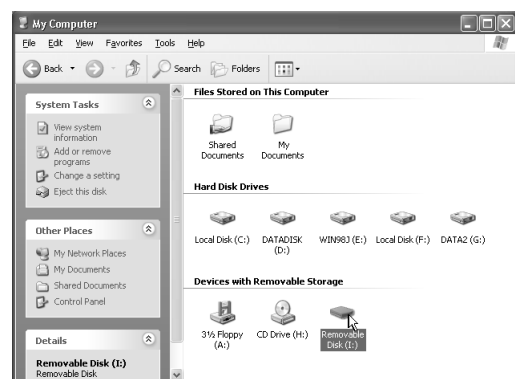 My Computer
File Edit View Favorites Tools Help
Back Search Folders
System Tasks
View system
information
Add or remove
programs
Change a setting
Eject this disk
Other Places
My Network Places
My Documents
Shared Documents
Control Panel
Details
Removable Disk (I:)
Removable Disk
Files Stored on This Computer
Shared
Documents
My
Documents
Hard Disk Drives
Local Disk (C:)
DATADISK
(D:)
WIN98J (E:)
Local Disk (F:)
DATA2 (G:)
Devices with Removable Storage
3½ Floppy
(A:)
CD Drive (H:)
Removable
Disk (I:)